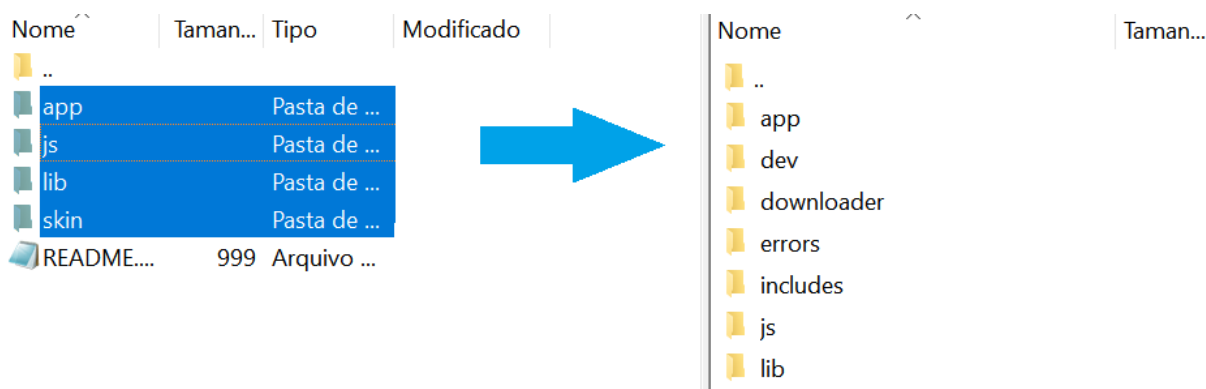 Nome Taman... Tipo Modificado
..
app Pasta de ...
js Pasta de ...
lib Pasta de ...
skin Pasta de ...
README.... 999 Arquivo ...
Nome Taman...
..
app
dev
downloader
errors
includes
js
lib